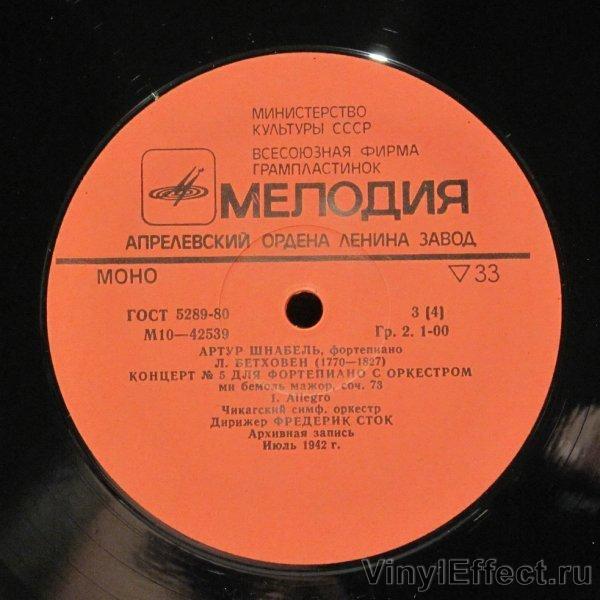 МИНИСТЕРСТВО
КУЛЬТУРЫ СССР
ВСЕСОЮЗНАЯ ФИРМА
ГРАМПЛАСТИНОК
МЕЛОДИЯ
АПРЕЛЕВСКИЙ ОРДЕНА ЛЕНИНА ЗАВОД
МОНО ▽33
ГОСТ 5289-80 3 (4)
М10—42539 Гр. 2. 1-00
АРТУР ШНАБЕЛЬ, фортепиано
Л. БЕТХОВЕН (1770—1827)
КОНЦЕРТ № 5 ДЛЯ ФОРТЕПИАНО С ОРКЕСТРОМ
ми бемоль мажор, соч. 73
1. Allegro
Чикагский симф. оркестр
Дирижер ФРЕДЕРИК СТОК
Архивная запись
Июль 1942 г.
VinylEffect.ru